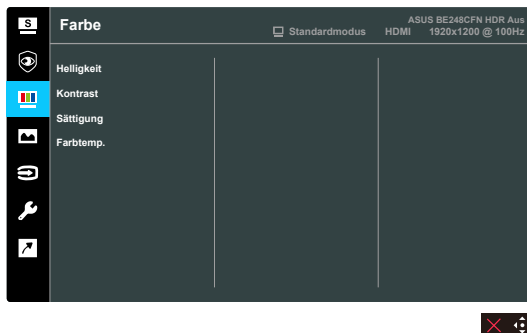 S
Farbe
ASUS BE248CFN HDR Aus
Standardmodus HDMI 1920x1200 @ 100Hz
Helligkeit
Kontrast
Sättigung
Farbtemp.